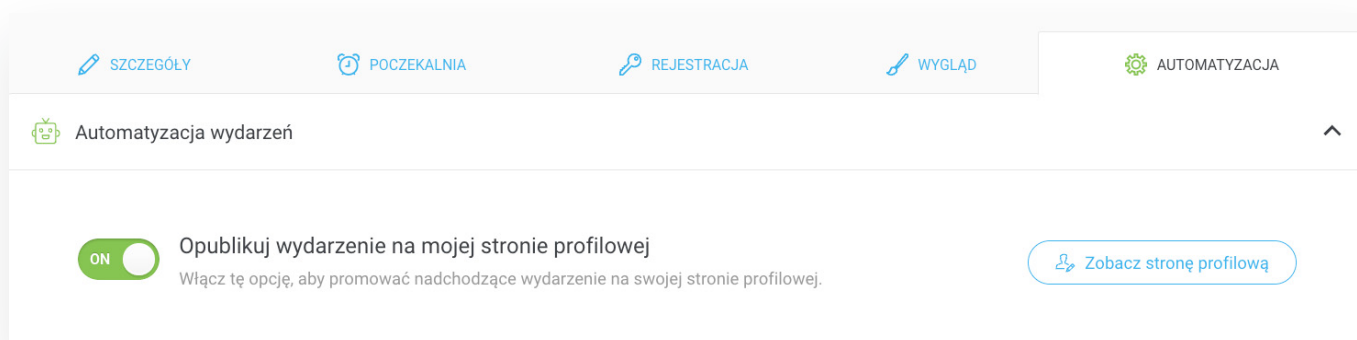 SZCZEGÓŁY
POCZEKALNIA
REJESTRACJA
WYGLĄD
AUTOMATYZACJA
Automatyzacja wydarzeń
ON
Opublikuj wydarzenie na mojej stronie profilowej
Włącz tę opcję, aby promować nadchodzące wydarzenie na swojej stronie profilowej.
Zobacz stronę profilową